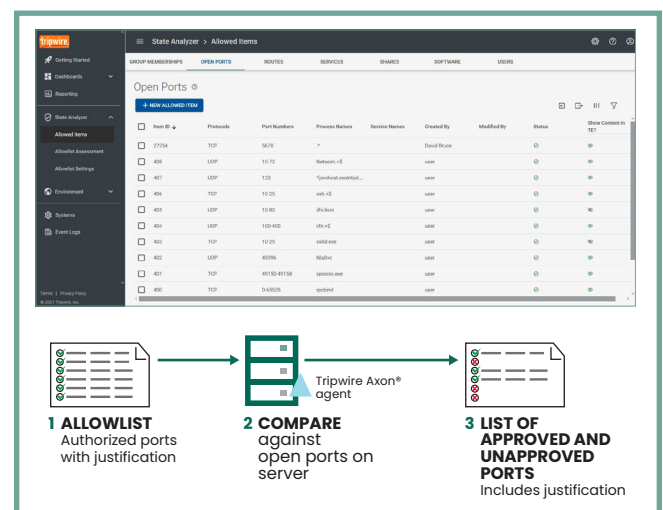 tripwire
State Analyzer > Allowed Items
Getting Started
Dashboards
Reporting
State Analyzer
Allowed Items
Allowlist Assessment
Allowlist Settings
Environment
Systems
Event Logs
Terms | Privacy Policy
© 2021 Tripwire, Inc.
GROUP MEMBERSHIPS OPEN PORTS ROUTES SERVICES SHARES SOFTWARE USERS
Open Ports
+ NEW ALLOWED ITEM
Item ID Protocols Port Numbers Process Names Service Names Created By Modified By Status Show Content In TE?
27254 TCP 5678 .* David Bruce
408 UDP 10-72 Network.+$ user
407 UDP 123 user
406 TCP 10-25 ssh.+$ user
405 UDP 10-80 user
404 UDP 100-400 user
403 TCP 10-25 sshd.exe user
402 UDP 49396 user
401 TCP 49150-49158 spoolsv.exe user
400 TCP 0-65535 rpcbind user
Tripwire Axon®
agent
1 ALLOWLIST
Authorized ports
with justification
2 COMPARE
against
open ports on
server
3 LIST OF
APPROVED AND
UNAPPROVED
PORTS
Includes justification